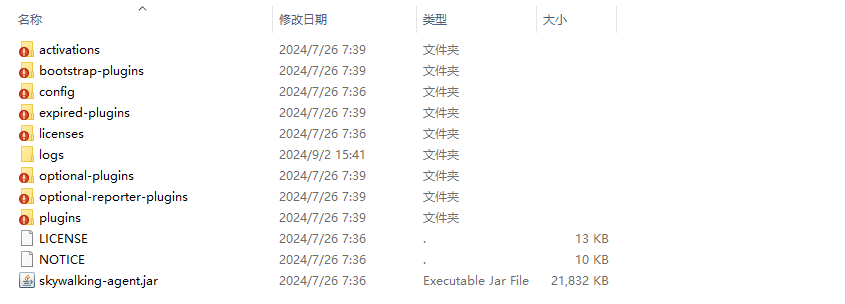 名称 修改日期 类型 大小
activations 2024/7/26 7:39 文件夹
bootstrap-plugins 2024/7/26 7:39 文件夹
config 2024/7/26 7:36 文件夹
expired-plugins 2024/7/26 7:39 文件夹
licenses 2024/7/26 7:36 文件夹
logs 2024/9/2 15:41 文件夹
optional-plugins 2024/7/26 7:39 文件夹
optional-reporter-plugins 2024/7/26 7:39 文件夹
plugins 2024/7/26 7:39 文件夹
LICENSE 2024/7/26 7:36 . 13 KB
NOTICE 2024/7/26 7:36 . 10 KB
skywalking-agent.jar 2024/7/26 7:36 Executable Jar File 21,832 KB